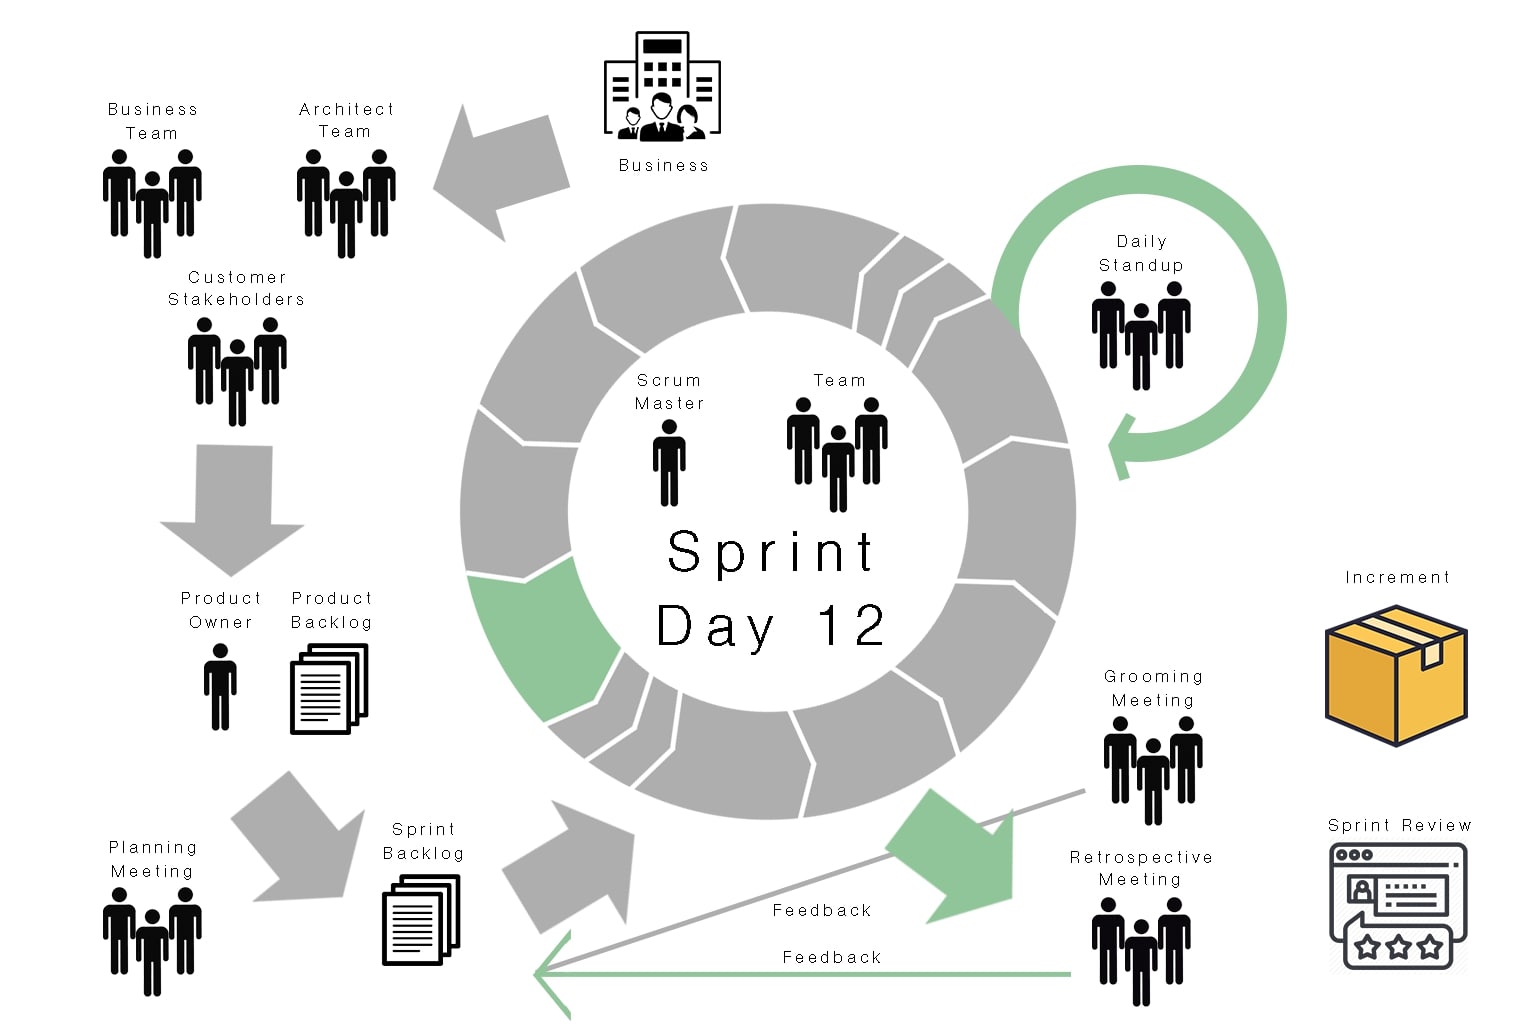 Business
Business
Team
Architect
Team
Customer
Stakeholders
Daily
Standup
Scrum
Master
Team
Sprint
Day 12
Product
Owner
Product
Backlog
Increment
Grooming
Meeting
Planning
Meeting
Sprint
Backlog
Sprint Review
Retrospective
Meeting
Feedback
Feedback